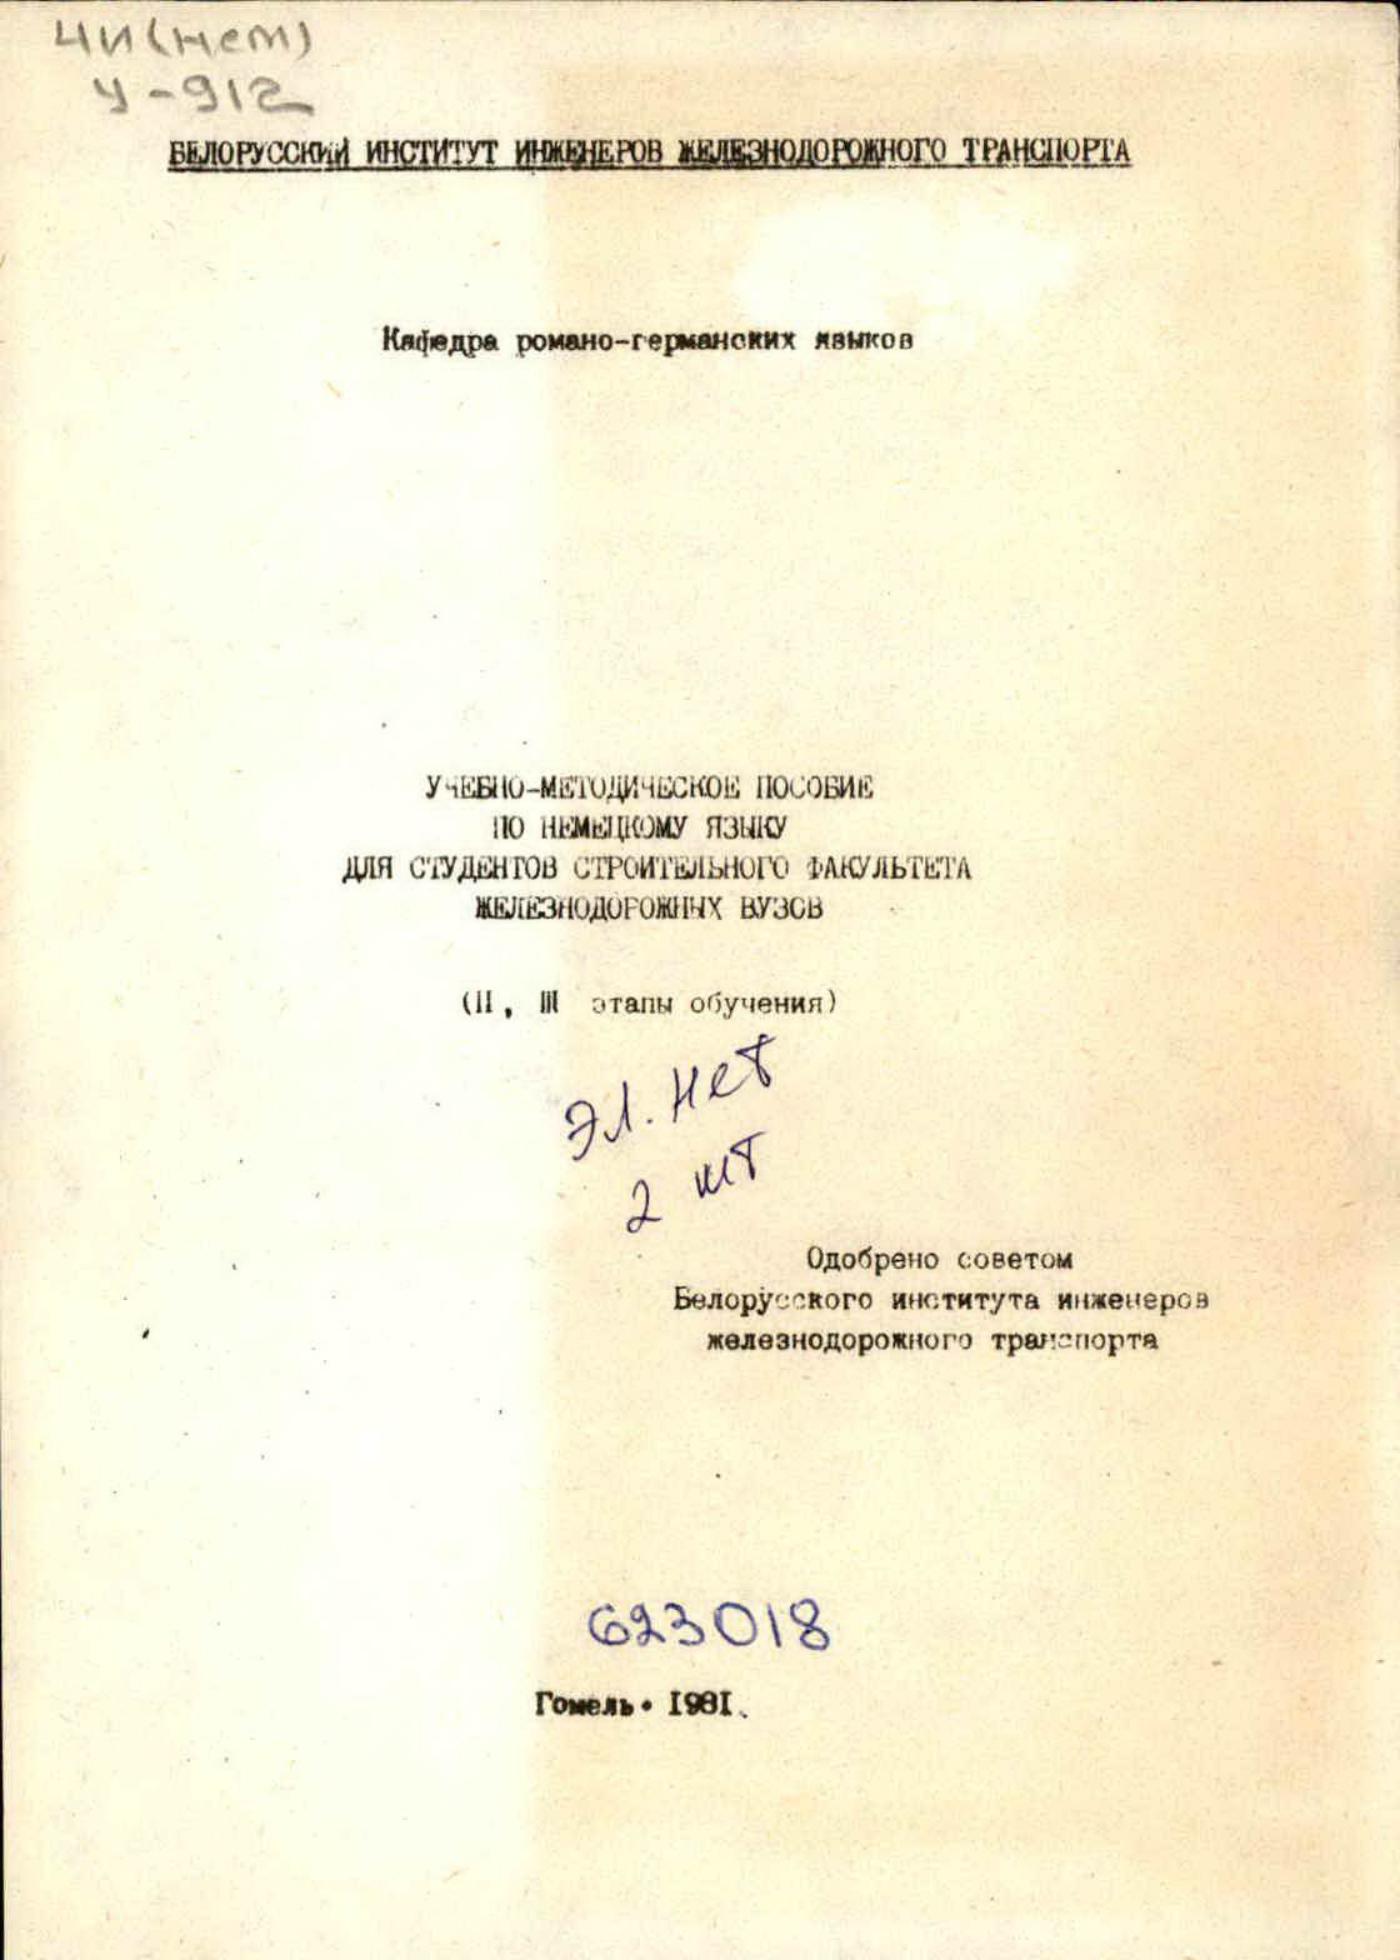 4И(нем)
У-912
БЕЛОРУССКИЙ ИНСТИТУТ ИНЖЕНЕРОВ ЖЕЛЕЗНОДОРОЖНОГО ТРАНСПОРТА
Кафедра романо-германских языков
УЧЕБНО-МЕТОДИЧЕСКОЕ ПОСОБИЕ
ПО НЕМЕЦКОМУ ЯЗЫКУ
ДЛЯ СТУДЕНТОВ СТРОИТЕЛЬНОГО ФАКУЛЬТЕТА
ЖЕЛЕЗНОДОРОЖНЫХ ВУЗОВ
(II, III этапы обучения)
эл. нет
2 шт
Одобрено советом
Белорусского института инженеров
железнодорожного транспорта
623018
Гомель • 1981.